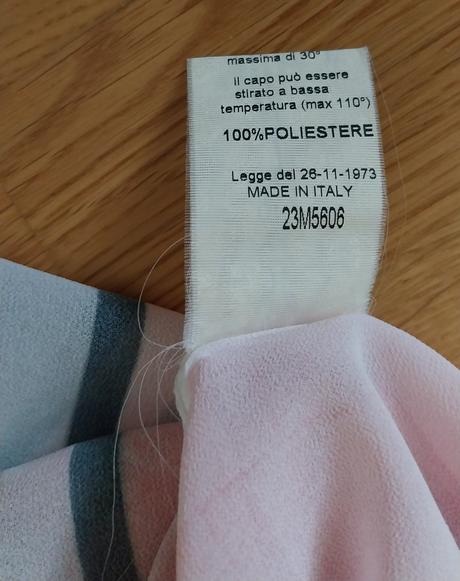 massima di 30°
il capo può essere
stirato a bassa
temperatura (max 110°)
100%POLIESTERE
Legge del 26-11-1973
MADE IN ITALY
23M5606